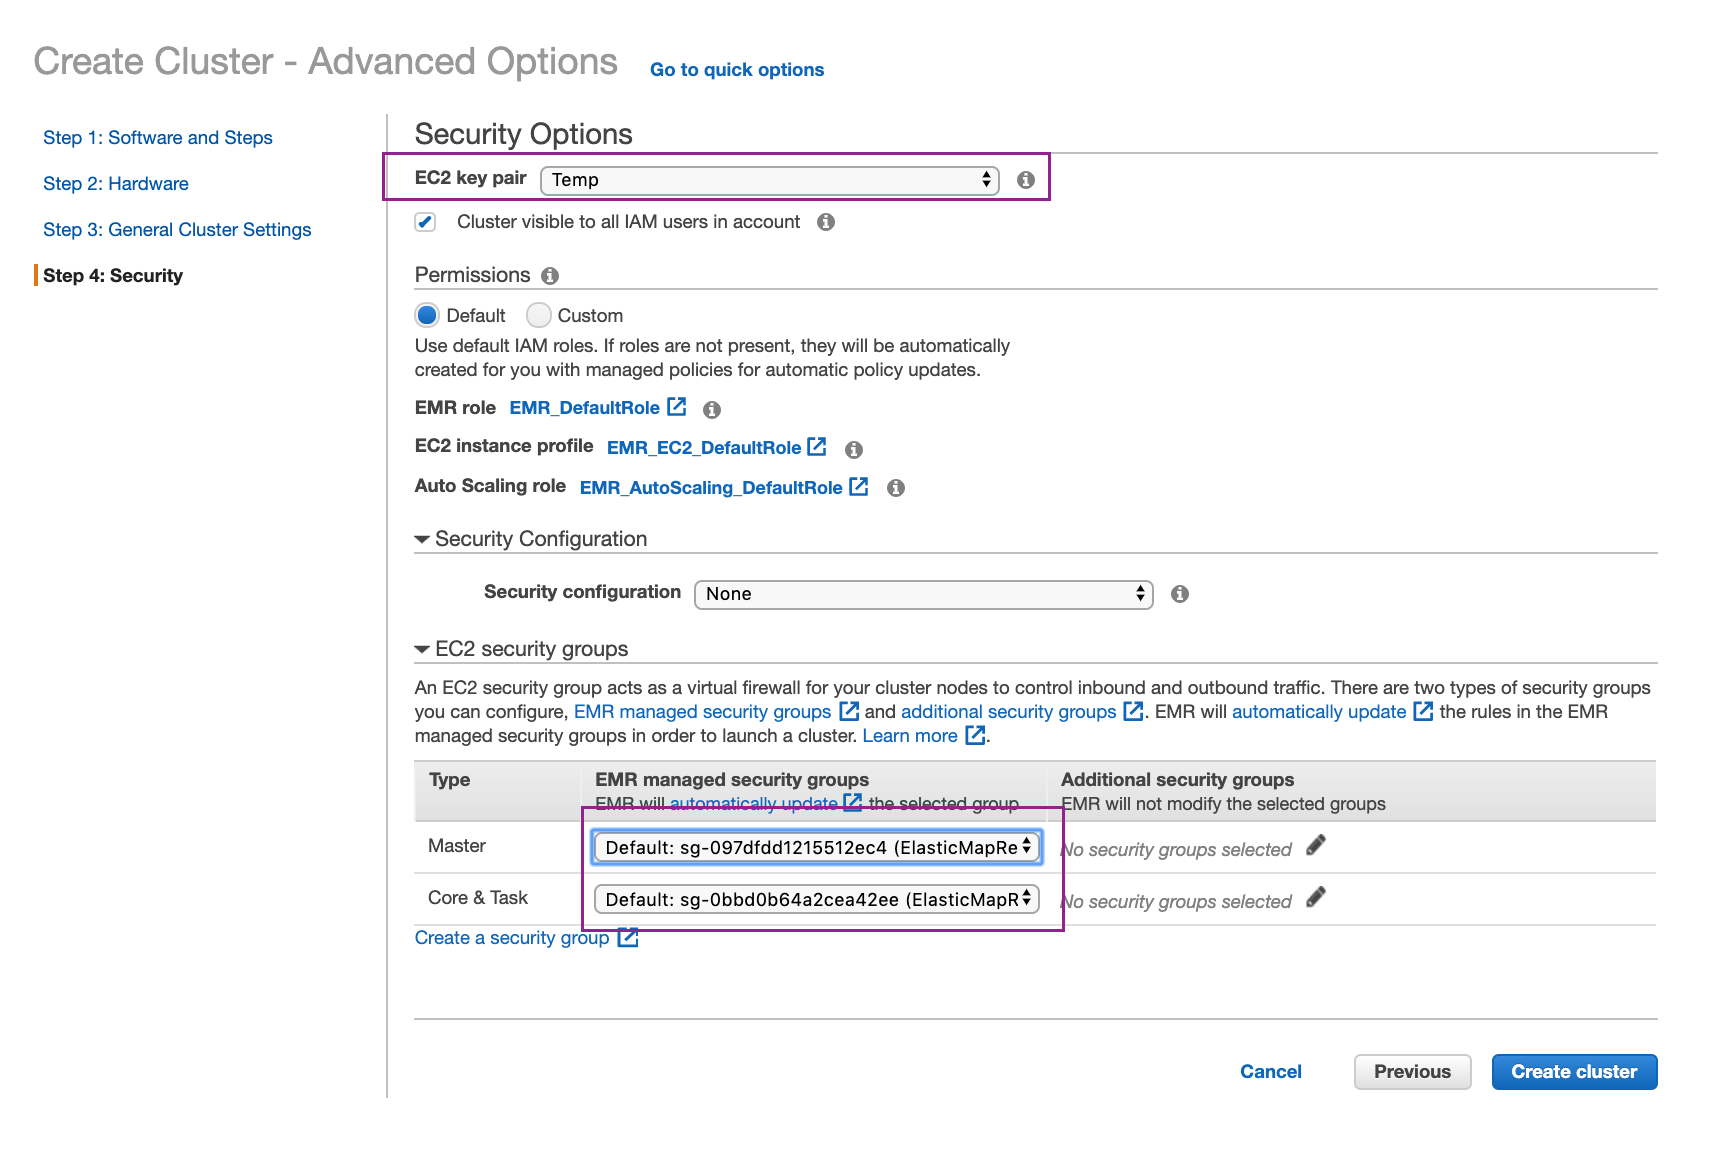 Create Cluster - Advanced Options Go to quick options
Step 1: Software and Steps
Step 2: Hardware
Step 3: General Cluster Settings
Step 4: Security
Security Options
EC2 key pair Temp
Cluster visible to all IAM users in account
Permissions
Default Custom
Use default IAM roles. If roles are not present, they will be automatically
created for you with managed policies for automatic policy updates.
EMR role EMR_DefaultRole
EC2 instance profile EMR_EC2_DefaultRole
Auto Scaling role EMR_AutoScaling_DefaultRole
Security Configuration
Security configuration None
EC2 security groups
An EC2 security group acts as a virtual firewall for your cluster nodes to control inbound and outbound traffic. There are two types of security groups
you can configure, EMR managed security groups and additional security groups. EMR will automatically update the rules in the EMR
managed security groups in order to launch a cluster. Learn more.
Type EMR managed security groups Additional security groups
EMR will automatically update the selected group EMR will not modify the selected groups
Master Default: sg-097dfdd1215512ec4 (ElasticMapRe No security groups selected
Core & Task Default: sg-0bbd0b64a2cea42ee (ElasticMapR No security groups selected
Create a security group
Cancel Previous Create cluster